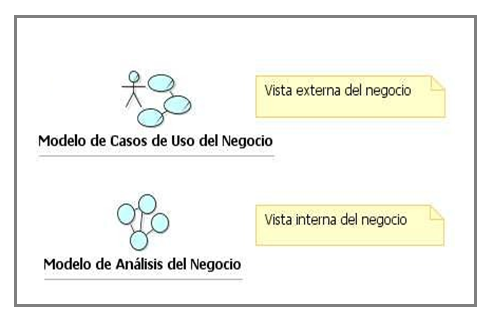 Vista externa del negocio
Modelo de Casos de Uso del Negocio
Vista interna del negocio
Modelo de Análisis del Negocio